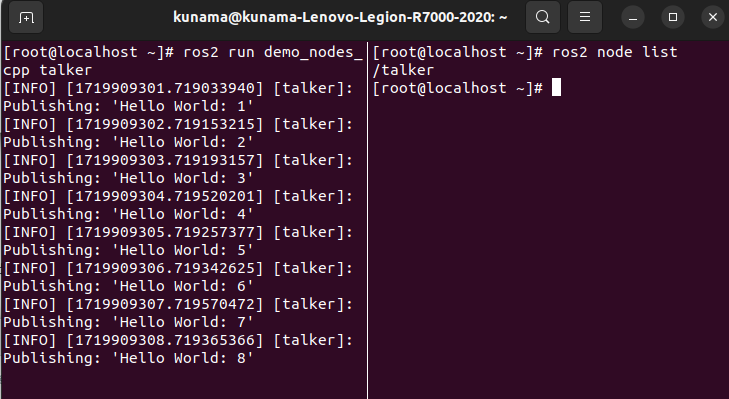 kunama@kunama-Lenovo-Legion-R7000-2020: ~
[root@localhost ~]# ros2 run demo_nodes_
cpp talker
[INFO] [1719909301.719033940] [talker]:
Publishing: 'Hello World: 1'
[INFO] [1719909302.719153215] [talker]:
Publishing: 'Hello World: 2'
[INFO] [1719909303.719193157] [talker]:
Publishing: 'Hello World: 3'
[INFO] [1719909304.719520201] [talker]:
Publishing: 'Hello World: 4'
[INFO] [1719909305.719257377] [talker]:
Publishing: 'Hello World: 5'
[INFO] [1719909306.719342625] [talker]:
Publishing: 'Hello World: 6'
[INFO] [1719909307.719570472] [talker]:
Publishing: 'Hello World: 7'
[INFO] [1719909308.719365366] [talker]:
Publishing: 'Hello World: 8'
[root@localhost ~]# ros2 node list
/talker
[root@localhost ~]#